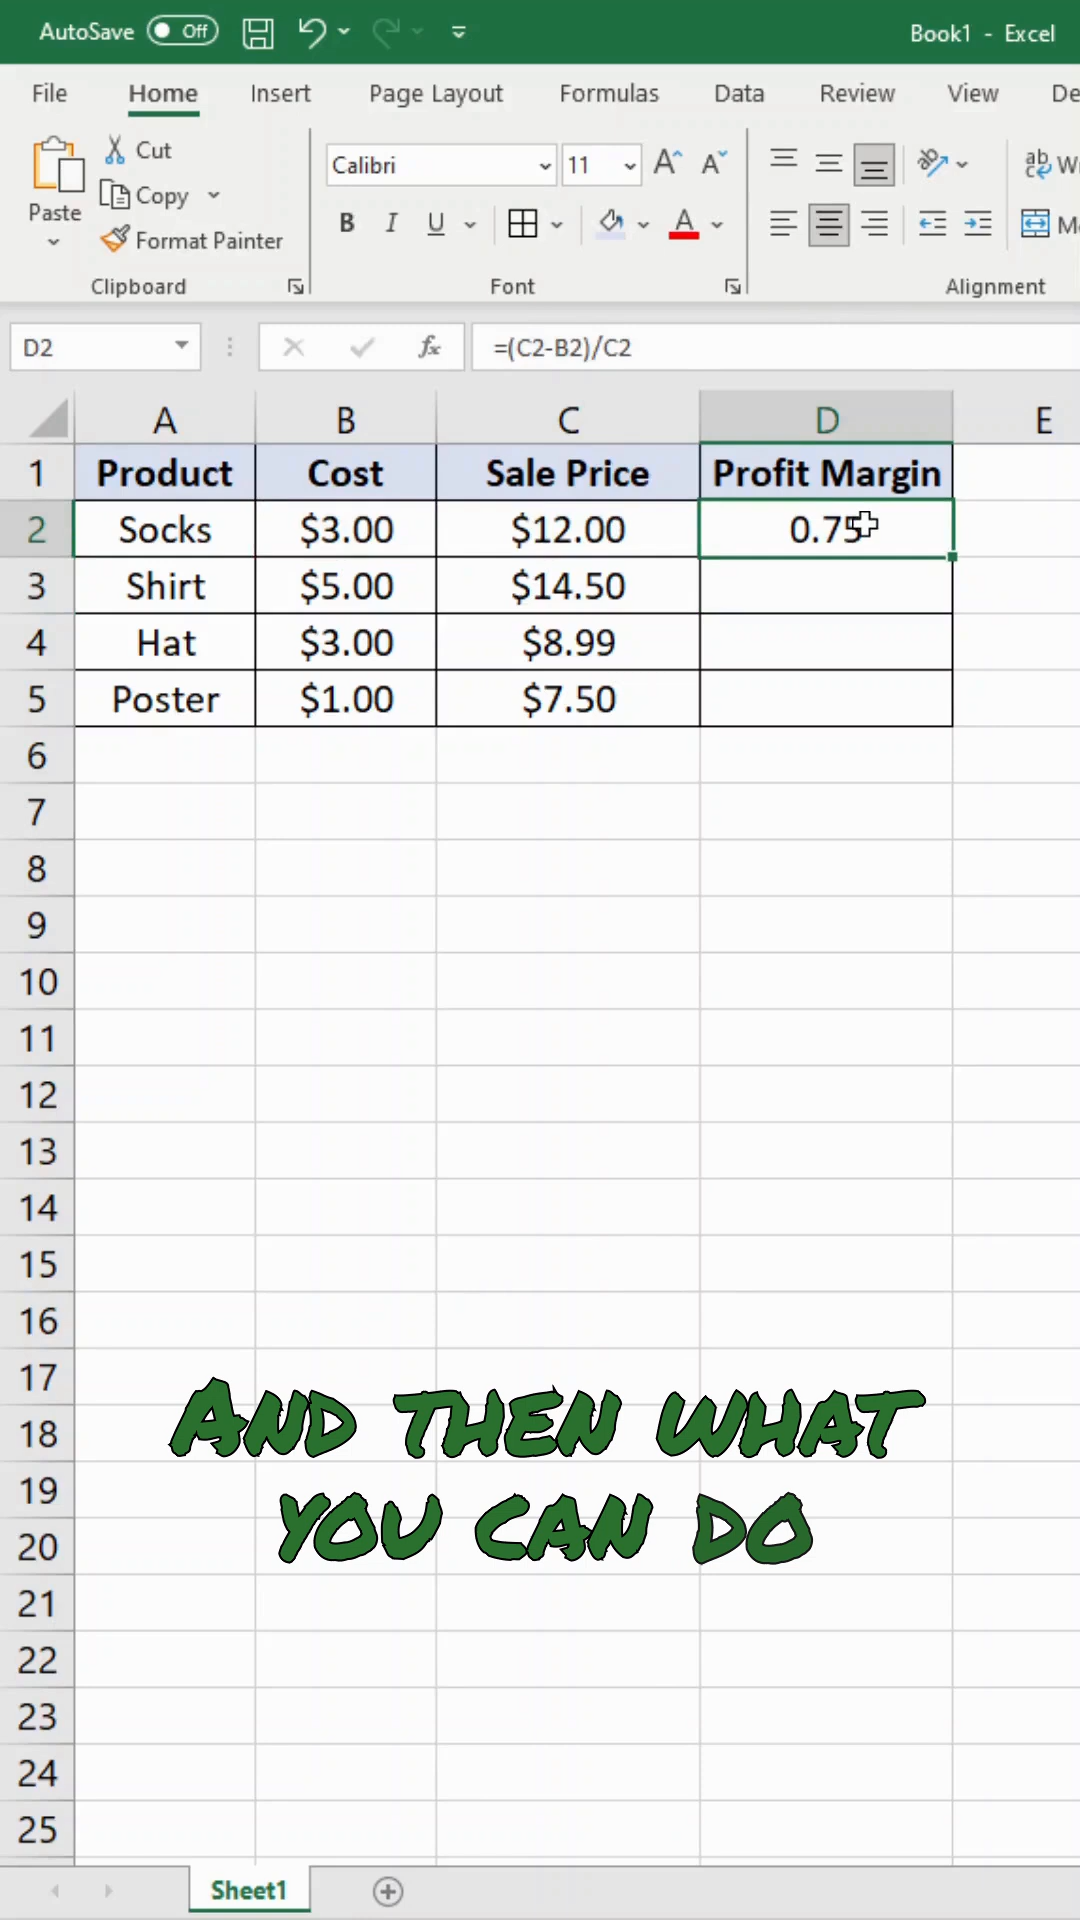 AutoSave Off Book1 - Excel
File Home Insert Page Layout Formulas Data Review View De
Paste
Cut
Copy
Format Painter
Clipboard
Calibri 11 A A
B I U A
Font
ab
ab
c
Alignment
D2 fx =(C2-B2)/C2
A B C D E
1 Product Cost Sale Price Profit Margin
2 Socks $3.00 $12.00 0.75
3 Shirt $5.00 $14.50
4 Hat $3.00 $8.99
5 Poster $1.00 $7.50
6
7
8
9
10
11
12
13
14
15
16
17
18
19
20
21
22
23
24
25
AND THEN WHAT
YOU CAN DO
Sheet1